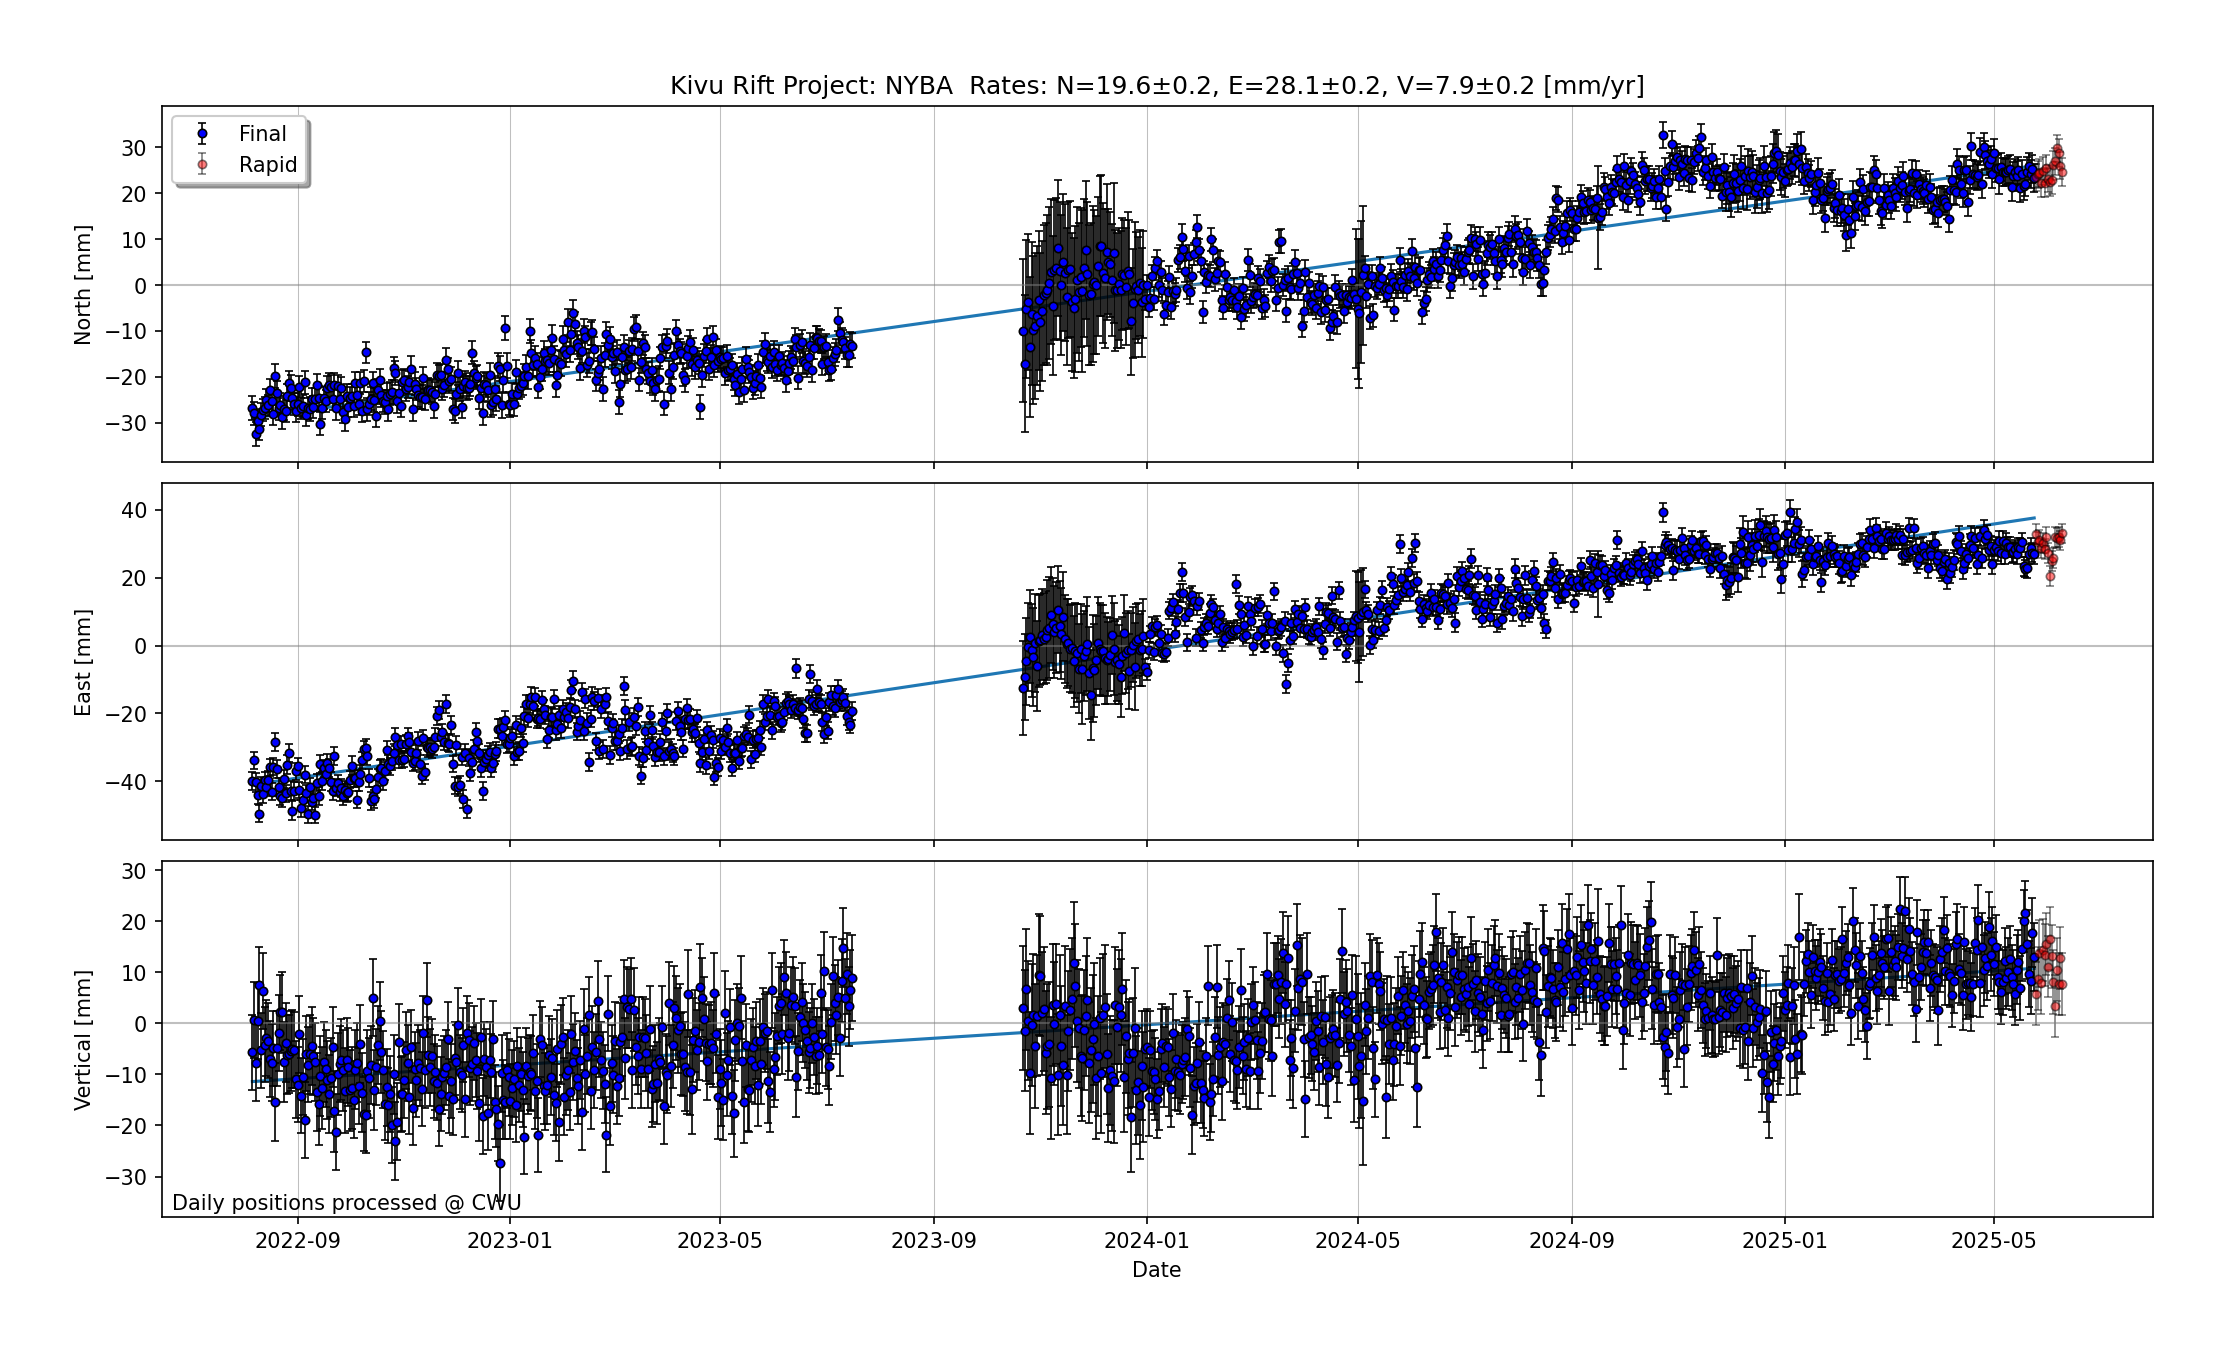 Kivu Rift Project: NYBA  Rates: N=19.6±0.2, E=28.1±0.2, V=7.9±0.2 [mm/yr]
Final
Rapid
North [mm]
30
20
10
0
−10
−20
−30
East [mm]
40
20
0
−20
−40
Vertical [mm]
30
20
10
0
−10
−20
−30
Daily positions processed @ CWU
2022-09 2023-01 2023-05 2023-09 2024-01 2024-05 2024-09 2025-01 2025-05
Date